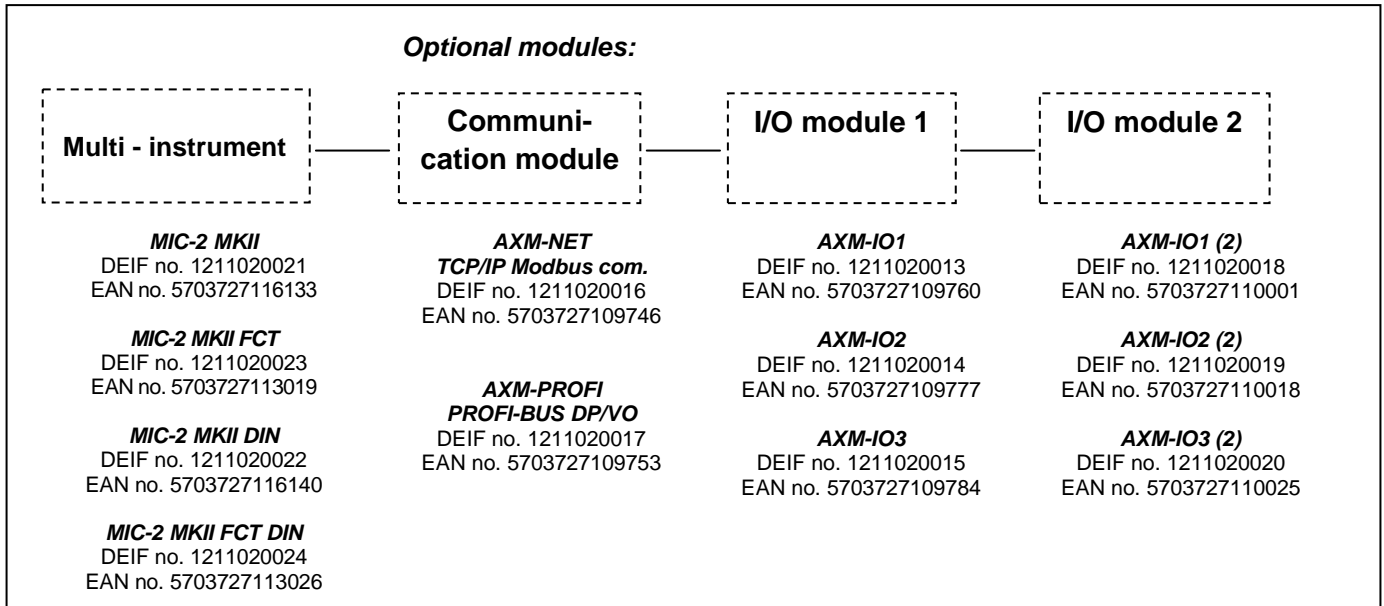 Optional modules:
Multi - instrument
Communi-
cation module
I/O module 1
I/O module 2
MIC-2 MKII
DEIF no. 1211020021
EAN no. 5703727116133
MIC-2 MKII FCT
DEIF no. 1211020023
EAN no. 5703727113019
MIC-2 MKII DIN
DEIF no. 1211020022
EAN no. 5703727116140
MIC-2 MKII FCT DIN
DEIF no. 1211020024
EAN no. 5703727113026
AXM-NET
TCP/IP Modbus com.
DEIF no. 1211020016
EAN no. 5703727109746
AXM-PROFI
PROFI-BUS DP/VO
DEIF no. 1211020017
EAN no. 5703727109753
AXM-IO1
DEIF no. 1211020013
EAN no. 5703727109760
AXM-IO2
DEIF no. 1211020014
EAN no. 5703727109777
AXM-IO3
DEIF no. 1211020015
EAN no. 5703727109784
AXM-IO1 (2)
DEIF no. 1211020018
EAN no. 5703727110001
AXM-IO2 (2)
DEIF no. 1211020019
EAN no. 5703727110018
AXM-IO3 (2)
DEIF no. 1211020020
EAN no. 5703727110025